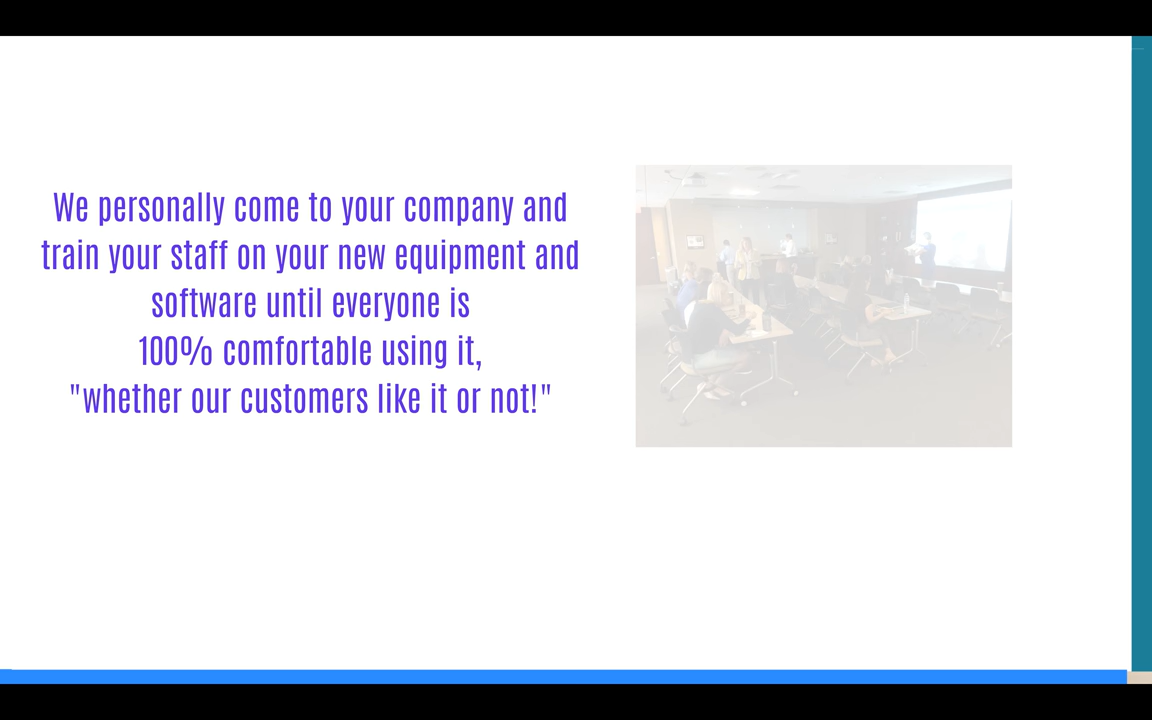 We personally come to your company and
train your staff on your new equipment and
software until everyone is
100% comfortable using it,
"whether our customers like it or not!"